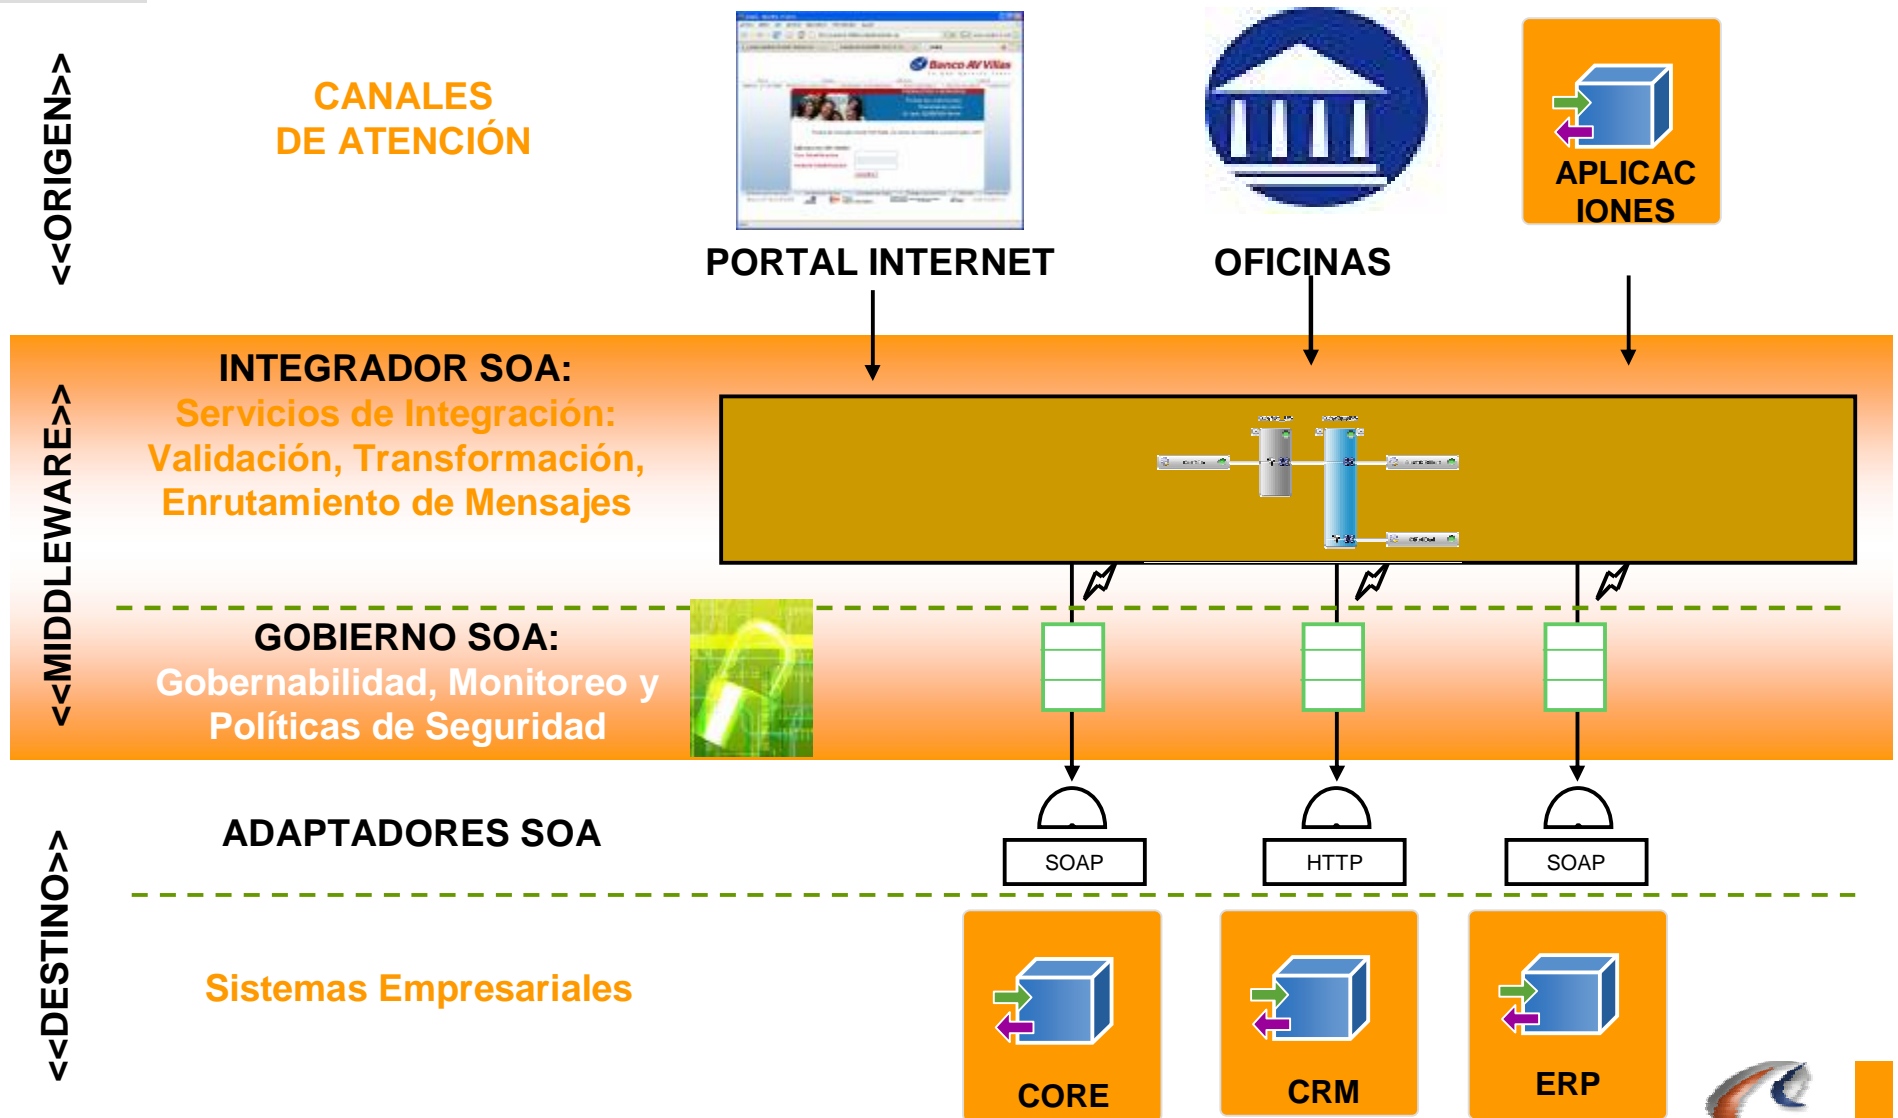 <<ORIGEN>>
CANALES
DE ATENCIÓN
Banco AV Villas
APLICAC
IONES
PORTAL INTERNET
OFICINAS
<<MIDDLEWARE>>
INTEGRADOR SOA:
Servicios de Integración:
Validación, Transformación,
Enrutamiento de Mensajes
GOBIERNO SOA:
Gobernabilidad, Monitoreo y
Políticas de Seguridad
<<DESTINO>>
ADAPTADORES SOA
SOAP
HTTP
SOAP
Sistemas Empresariales
CORE
CRM
ERP